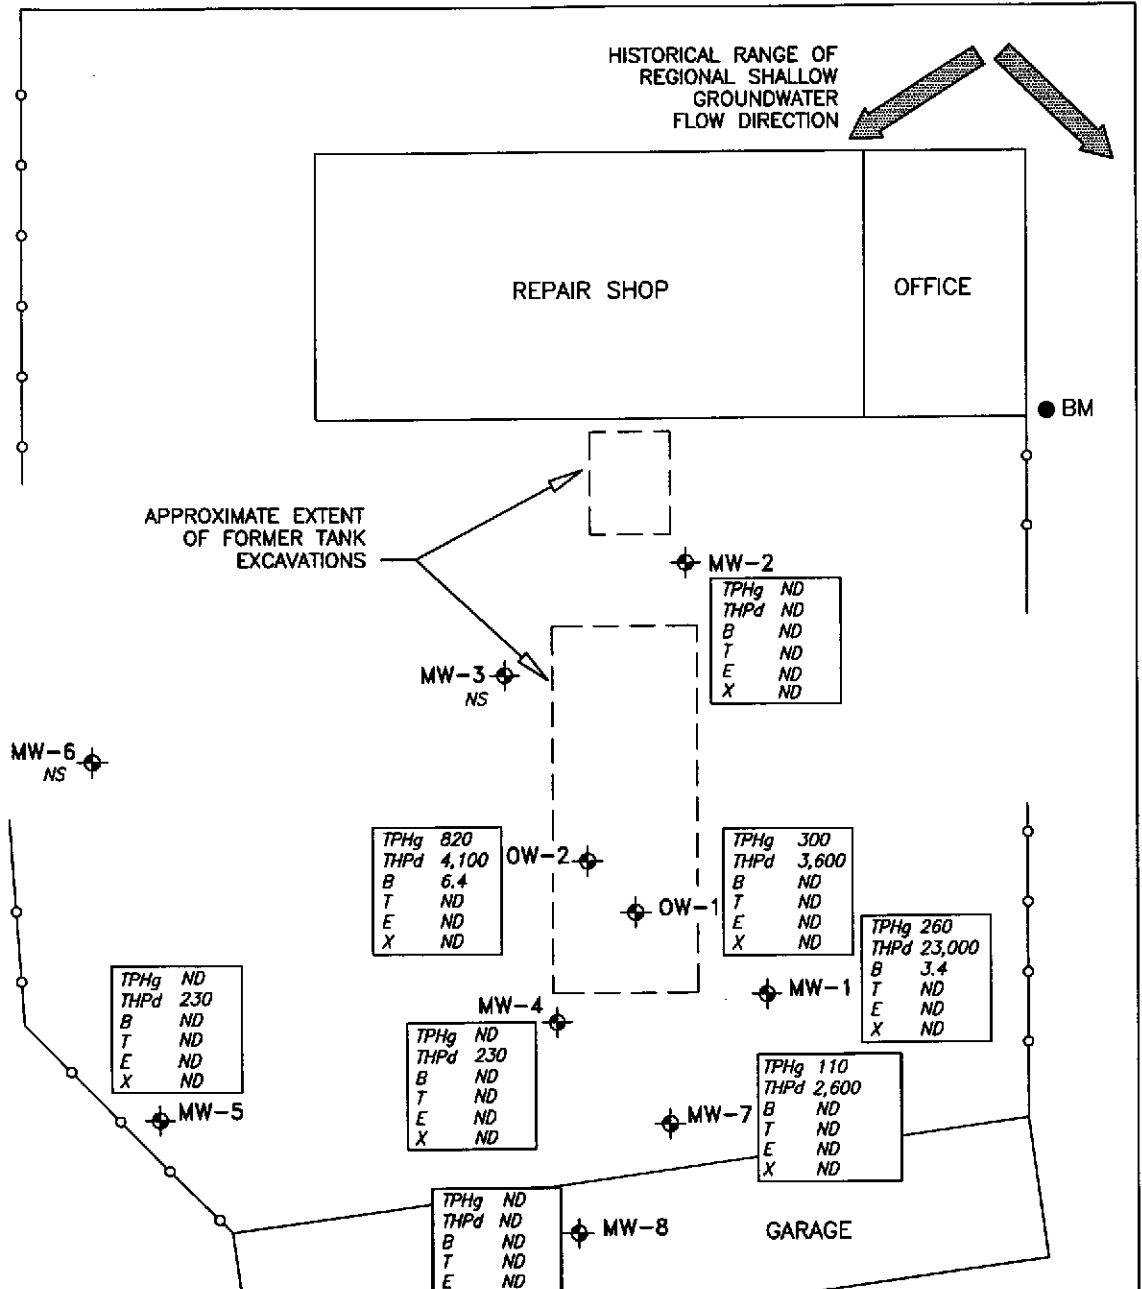 HISTORICAL RANGE OF
REGIONAL SHALLOW
GROUNDWATER
FLOW DIRECTION
REPAIR SHOP
OFFICE
BM
APPROXIMATE EXTENT
OF FORMER TANK
EXCAVATIONS
MW-2
TPHg ND
THPd ND
B ND
T ND
E ND
X ND
MW-3
NS
MW-6
NS
TPHg 820
THPd 4,100
B 6.4
T ND
E ND
X ND
OW-2
OW-1
TPHg 300
THPd 3,600
B ND
T ND
E ND
X ND
TPHg 260
THPd 23,000
B 3.4
T ND
E ND
X ND
MW-1
TPHg ND
THPd 230
B ND
T ND
E ND
X ND
MW-5
MW-4
TPHg ND
THPd 230
B ND
T ND
E ND
X ND
MW-7
TPHg 110
THPd 2,600
B ND
T ND
E ND
X ND
TPHg ND
THPd ND
B ND
T ND
E ND
MW-8
GARAGE